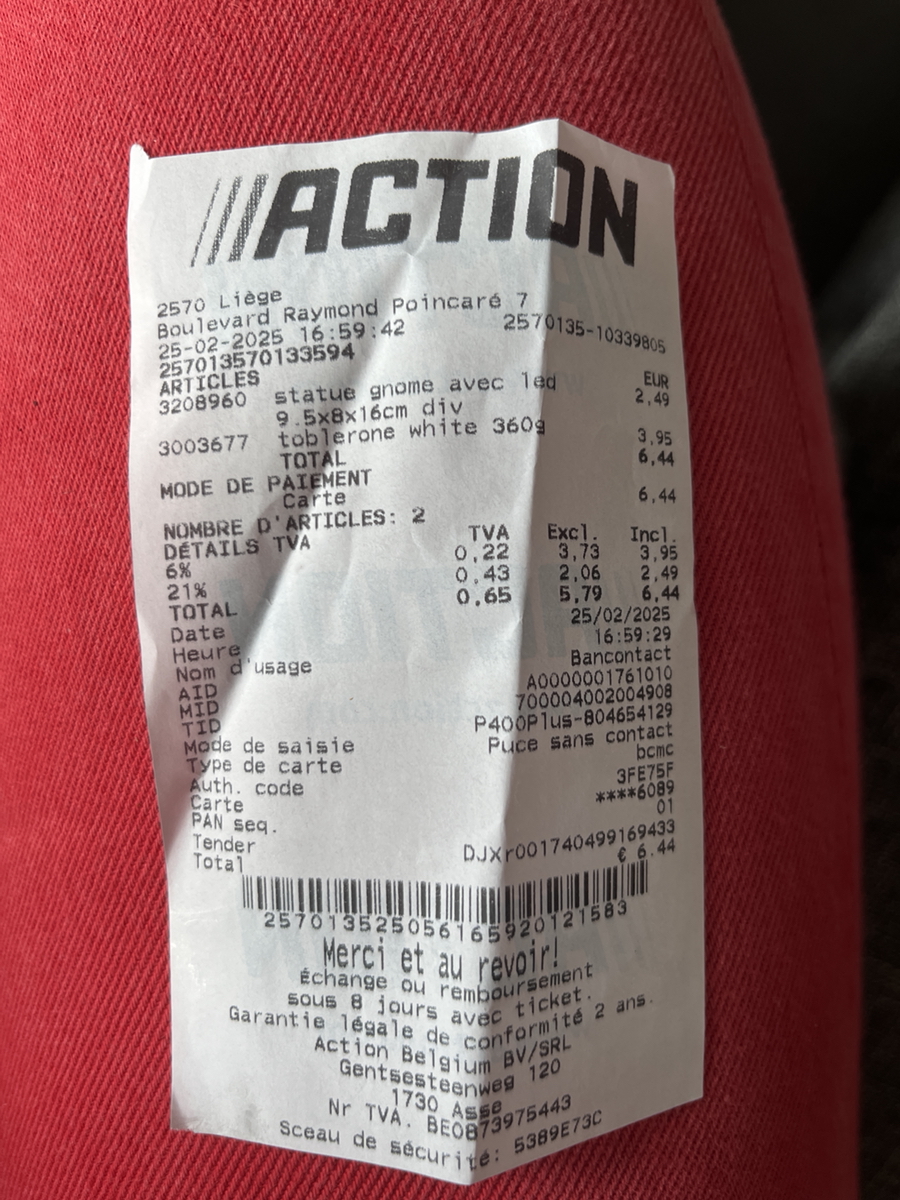 ACTION
2570 Liège
Boulevard Raymond Poincaré 7
25-02-2025 16:59:42 2570135-10339805
257013570133594
ARTICLES EUR
3208960 statue gnome avec led 2,49
9.5x8x16cm div
3003677 toblerone white 360g 3,95
TOTAL 6,44
MODE DE PAIEMENT
Carte 6,44
NOMBRE D'ARTICLES: 2
DÉTAILS TVA TVA Excl. Incl.
6% 0,22 3,73 3,95
21% 0,43 2,06 2,49
TOTAL 0,65 5,79 6,44
Date 25/02/2025
Heure 16:59:29
Nom d'usage Bancontact
AID A0000001761010
MID 700004002004908
TID P400Plus-804654129
Mode de saisie Puce sans contact
Type de carte bcmc
Auth. code 3FE75F
Carte ****6089
PAN seq. 01
Tender DJXr001740499169433
Total € 6.44
257013525056165920121583
Merci et au revoir!
Échange ou remboursement
sous 8 jours avec ticket.
Garantie légale de conformité 2 ans.
Action Belgium BV/SRL
Gentsesteenweg 120
1730 Asse
Nr TVA. BE0873975443
Sceau de sécurité: 5389E73C